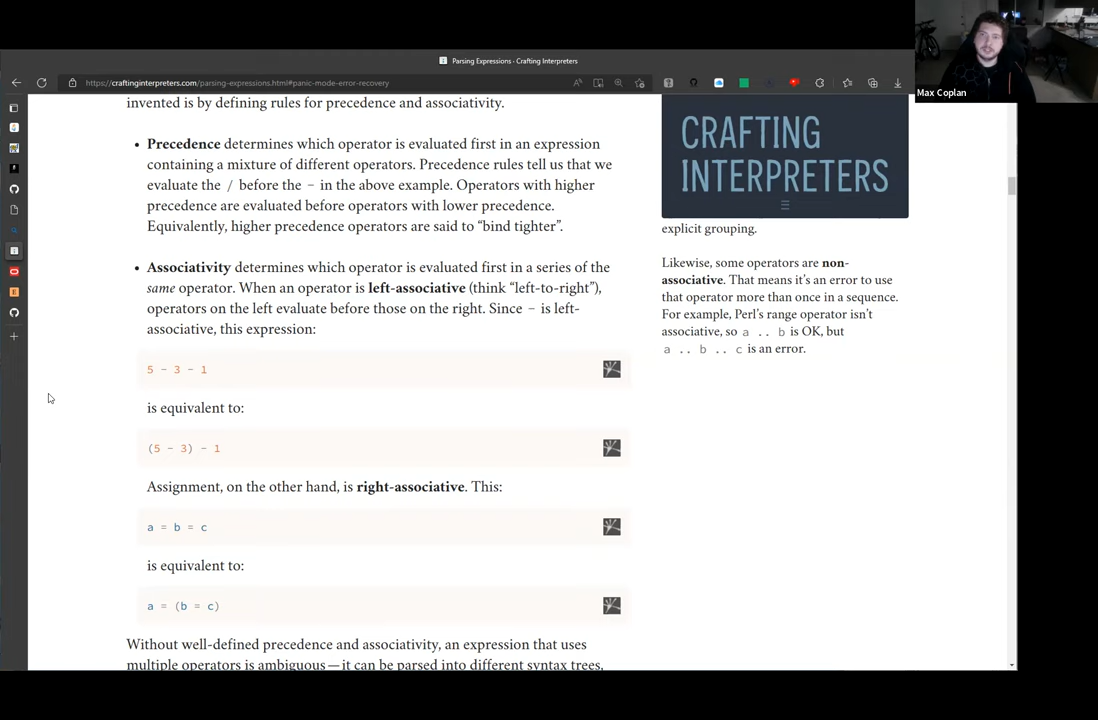 Parsing Expressions · Crafting Interpreters
https://craftinginterpreters.com/parsing-expressions.html#panic-mode-error-recovery
Max Coplan
invented is by defining rules for precedence and associativity.
• Precedence determines which operator is evaluated first in an expression
containing a mixture of different operators. Precedence rules tell us that we
evaluate the / before the - in the above example. Operators with higher
precedence are evaluated before operators with lower precedence.
Equivalently, higher precedence operators are said to “bind tighter”.
• Associativity determines which operator is evaluated first in a series of the
same operator. When an operator is left-associative (think “left-to-right”),
operators on the left evaluate before those on the right. Since - is left-
associative, this expression:
5 - 3 - 1
is equivalent to:
(5 - 3) - 1
Assignment, on the other hand, is right-associative. This:
a = b = c
is equivalent to:
a = (b = c)
Without well-defined precedence and associativity, an expression that uses
multiple operators is ambiguous—it can be parsed into different syntax trees,
CRAFTING
INTERPRETERS
explicit grouping.
Likewise, some operators are non-
associative. That means it’s an error to use
that operator more than once in a sequence.
For example, Perl’s range operator isn’t
associative, so a .. b is OK, but
a .. b .. c is an error.